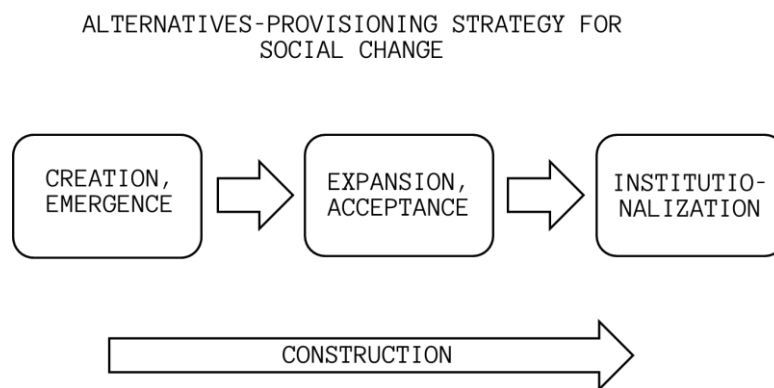 ALTERNATIVES-PROVISIONING STRATEGY FOR
SOCIAL CHANGE
CREATION,
EMERGENCE
EXPANSION,
ACCEPTANCE
INSTITUTIO-
NALIZATION
CONSTRUCTION